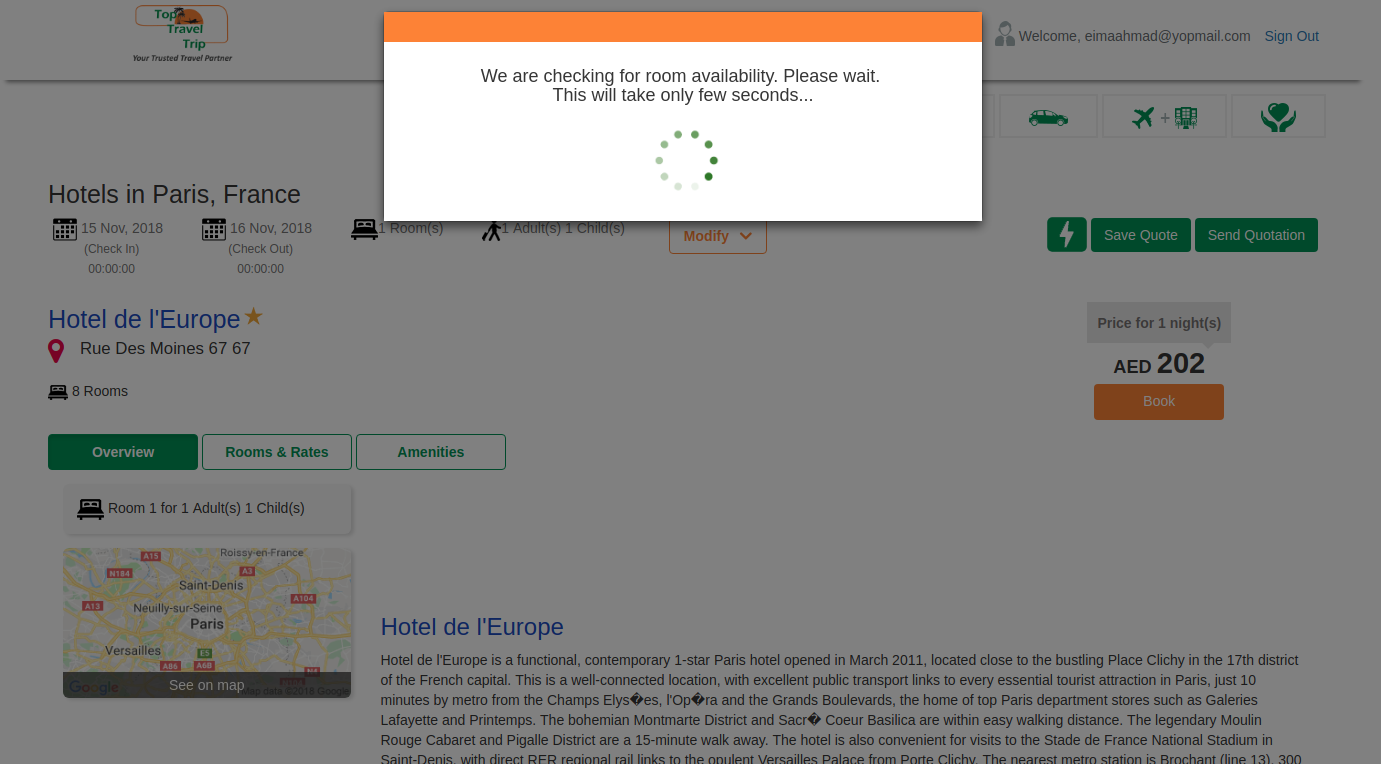 Top
Travel
Trip
Your Trusted Travel Partner
We are checking for room availability. Please wait.
This will take only few seconds...
Welcome, eimaahmad@yopmail.com Sign Out
+
Hotels in Paris, France
15 Nov, 2018 16 Nov, 2018 1 Room(s) 1 Adult(s) 1 Child(s)
(Check In) (Check Out)
00:00:00 00:00:00
Modify
Save Quote Send Quotation
Hotel de l'Europe
Rue Des Moines 67 67
8 Rooms
Price for 1 night(s)
AED 202
Book
Overview Rooms & Rates Amenities
Room 1 for 1 Adult(s) 1 Child(s)
Roissy-en-France
A15
N184
A3
Saint-Denis
A104
A13
Neuilly-sur-Seine
Paris
Versailles
E5
A86 A6B
N4
N104
See on map
Google
Map data ©2018 Google
Hotel de l'Europe
Hotel de l'Europe is a functional, contemporary 1-star Paris hotel opened in March 2011, located close to the bustling Place Clichy in the 17th district
of the French capital. This is a well-connected location, with excellent public transport links to every essential tourist attraction in Paris, just 10
minutes by metro from the Champs Elys�es, l'Op�ra and the Grands Boulevards, the home of top Paris department stores such as Galeries
Lafayette and Printemps. The bohemian Montmarte District and Sacr� Coeur Basilica are within easy walking distance. The legendary Moulin
Rouge Cabaret and Pigalle District are a 15-minute walk away. The hotel is also convenient for visits to the Stade de France National Stadium in
Saint-Denis, with direct RER regional rail links to the opulent Versailles Palace from Porte Clichy. The nearest metro station is Brochant (line 13), 300